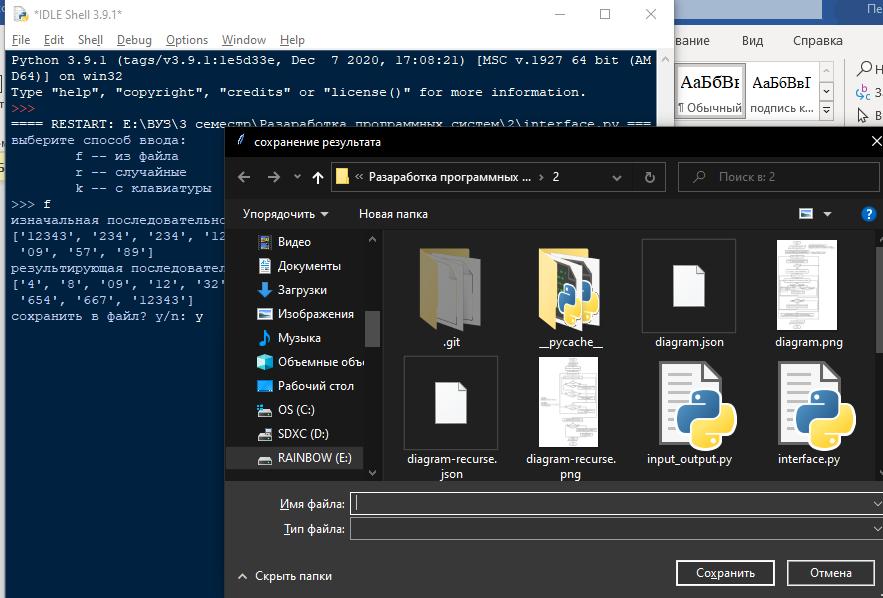 *IDLE Shell 3.9.1*
File Edit Shell Debug Options Window Help
Python 3.9.1 (tags/v3.9.1:1e5d33e, Dec  7 2020, 17:08:21) [MSC v.1927 64 bit (AM
D64)] on win32
Type "help", "copyright", "credits" or "license()" for more information.
>>>
==== RESTART: E:\ВУЗ\3 семестр\Разаработка программных систем\2\interface.py ===
выберите способ ввода:
f -- из файла
r -- случайные
k -- с клавиатуры
>>> f
изначальная последовательно
['12343', '234', '234', '12
'09', '57', '89']
результирующая последовател
['4', '8', '09', '12', '32'
'654', '667', '12343']
сохранить в файл? y/n: y
Пе
вание Вид Справка
АаБбВв АаБбВвГ
¶ Обычный подпись к...
сохранение результата
« Разаработка программных ... › 2
Поиск в: 2
Упорядочить Новая папка
Видео
Документы
Загрузки
Изображения
Музыка
Объемные объ
Рабочий стол
OS (C:)
SDXC (D:)
RAINBOW (E:)
.git __pycache__ diagram.json diagram.png
diagram-recurse.json diagram-recurse.png input_output.py interface.py
Имя файла:
Тип файла:
Скрыть папки Сохранить Отмена